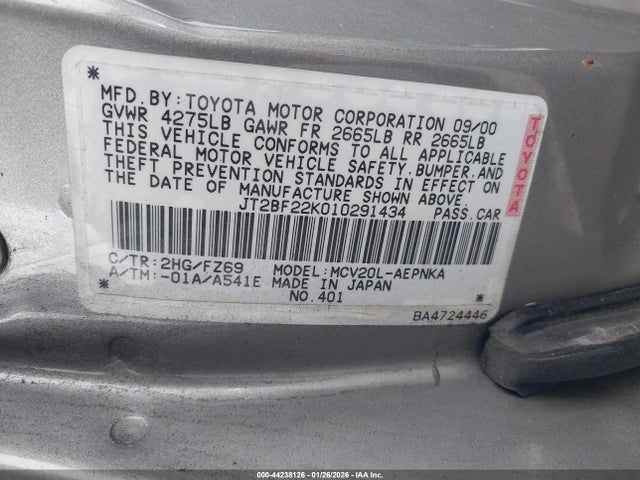 MFD.BY:TOYOTA MOTOR CORPORATION 09/00
GVWR 4275LB GAWR FR 2665LB RR 2665LB
THIS VEHICLE CONFORMS TO ALL APPLICABLE
FEDERAL MOTOR VEHICLE SAFETY,BUMPER,AND
THEFT PREVENTION STANDARDS IN EFFECT ON
THE DATE OF MANUFACTURE SHOWN ABOVE.
JT2BF22K010291434 PASS.CAR
C/TR:2HG/FZ69 MODEL:MCV20L-AEPNKA
A/TM:-01A/A541E MADE IN JAPAN
NO.401
BA4724446
TOYOTA
000-44238126 01/26/2026 IAA Inc.